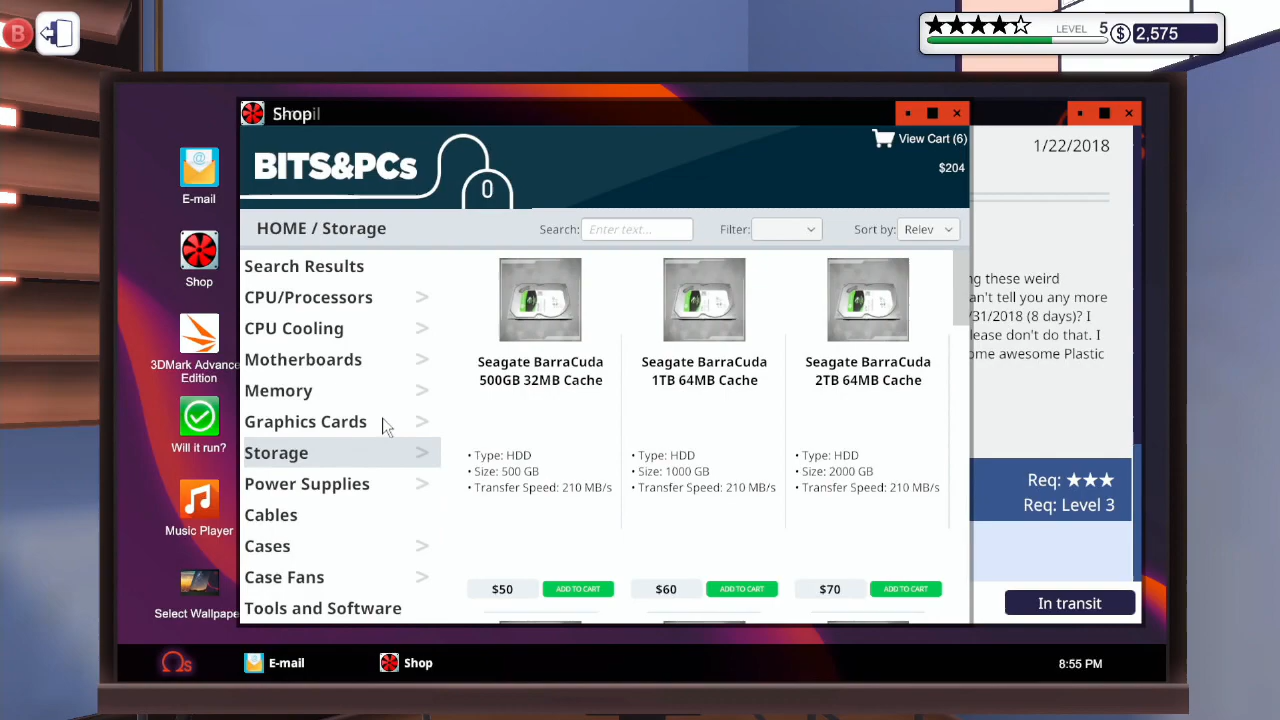 B
LEVEL 5 $ 2,575
Shopil
BITS&PCs
View Cart (6)
$204
1/22/2018
HOME / Storage
Search: Enter text...
Filter:
Sort by: Relev
E-mail
Shop
3DMark Advance
Edition
Will it run?
Music Player
Select Wallpape
Search Results
CPU/Processors >
CPU Cooling >
Motherboards >
Memory >
Graphics Cards >
Storage >
Power Supplies >
Cables
Cases >
Case Fans >
Tools and Software
Seagate BarraCuda
500GB 32MB Cache
• Type: HDD
• Size: 500 GB
• Transfer Speed: 210 MB/s
$50 ADD TO CART
Seagate BarraCuda
1TB 64MB Cache
• Type: HDD
• Size: 1000 GB
• Transfer Speed: 210 MB/s
$60 ADD TO CART
Seagate BarraCuda
2TB 64MB Cache
• Type: HDD
• Size: 2000 GB
• Transfer Speed: 210 MB/s
$70 ADD TO CART
ng these weird
an't tell you any more
/31/2018 (8 days)? I
lease don't do that. I
ome awesome Plastic
Req: ★★★
Req: Level 3
In transit
Ωs
E-mail
Shop
8:55 PM